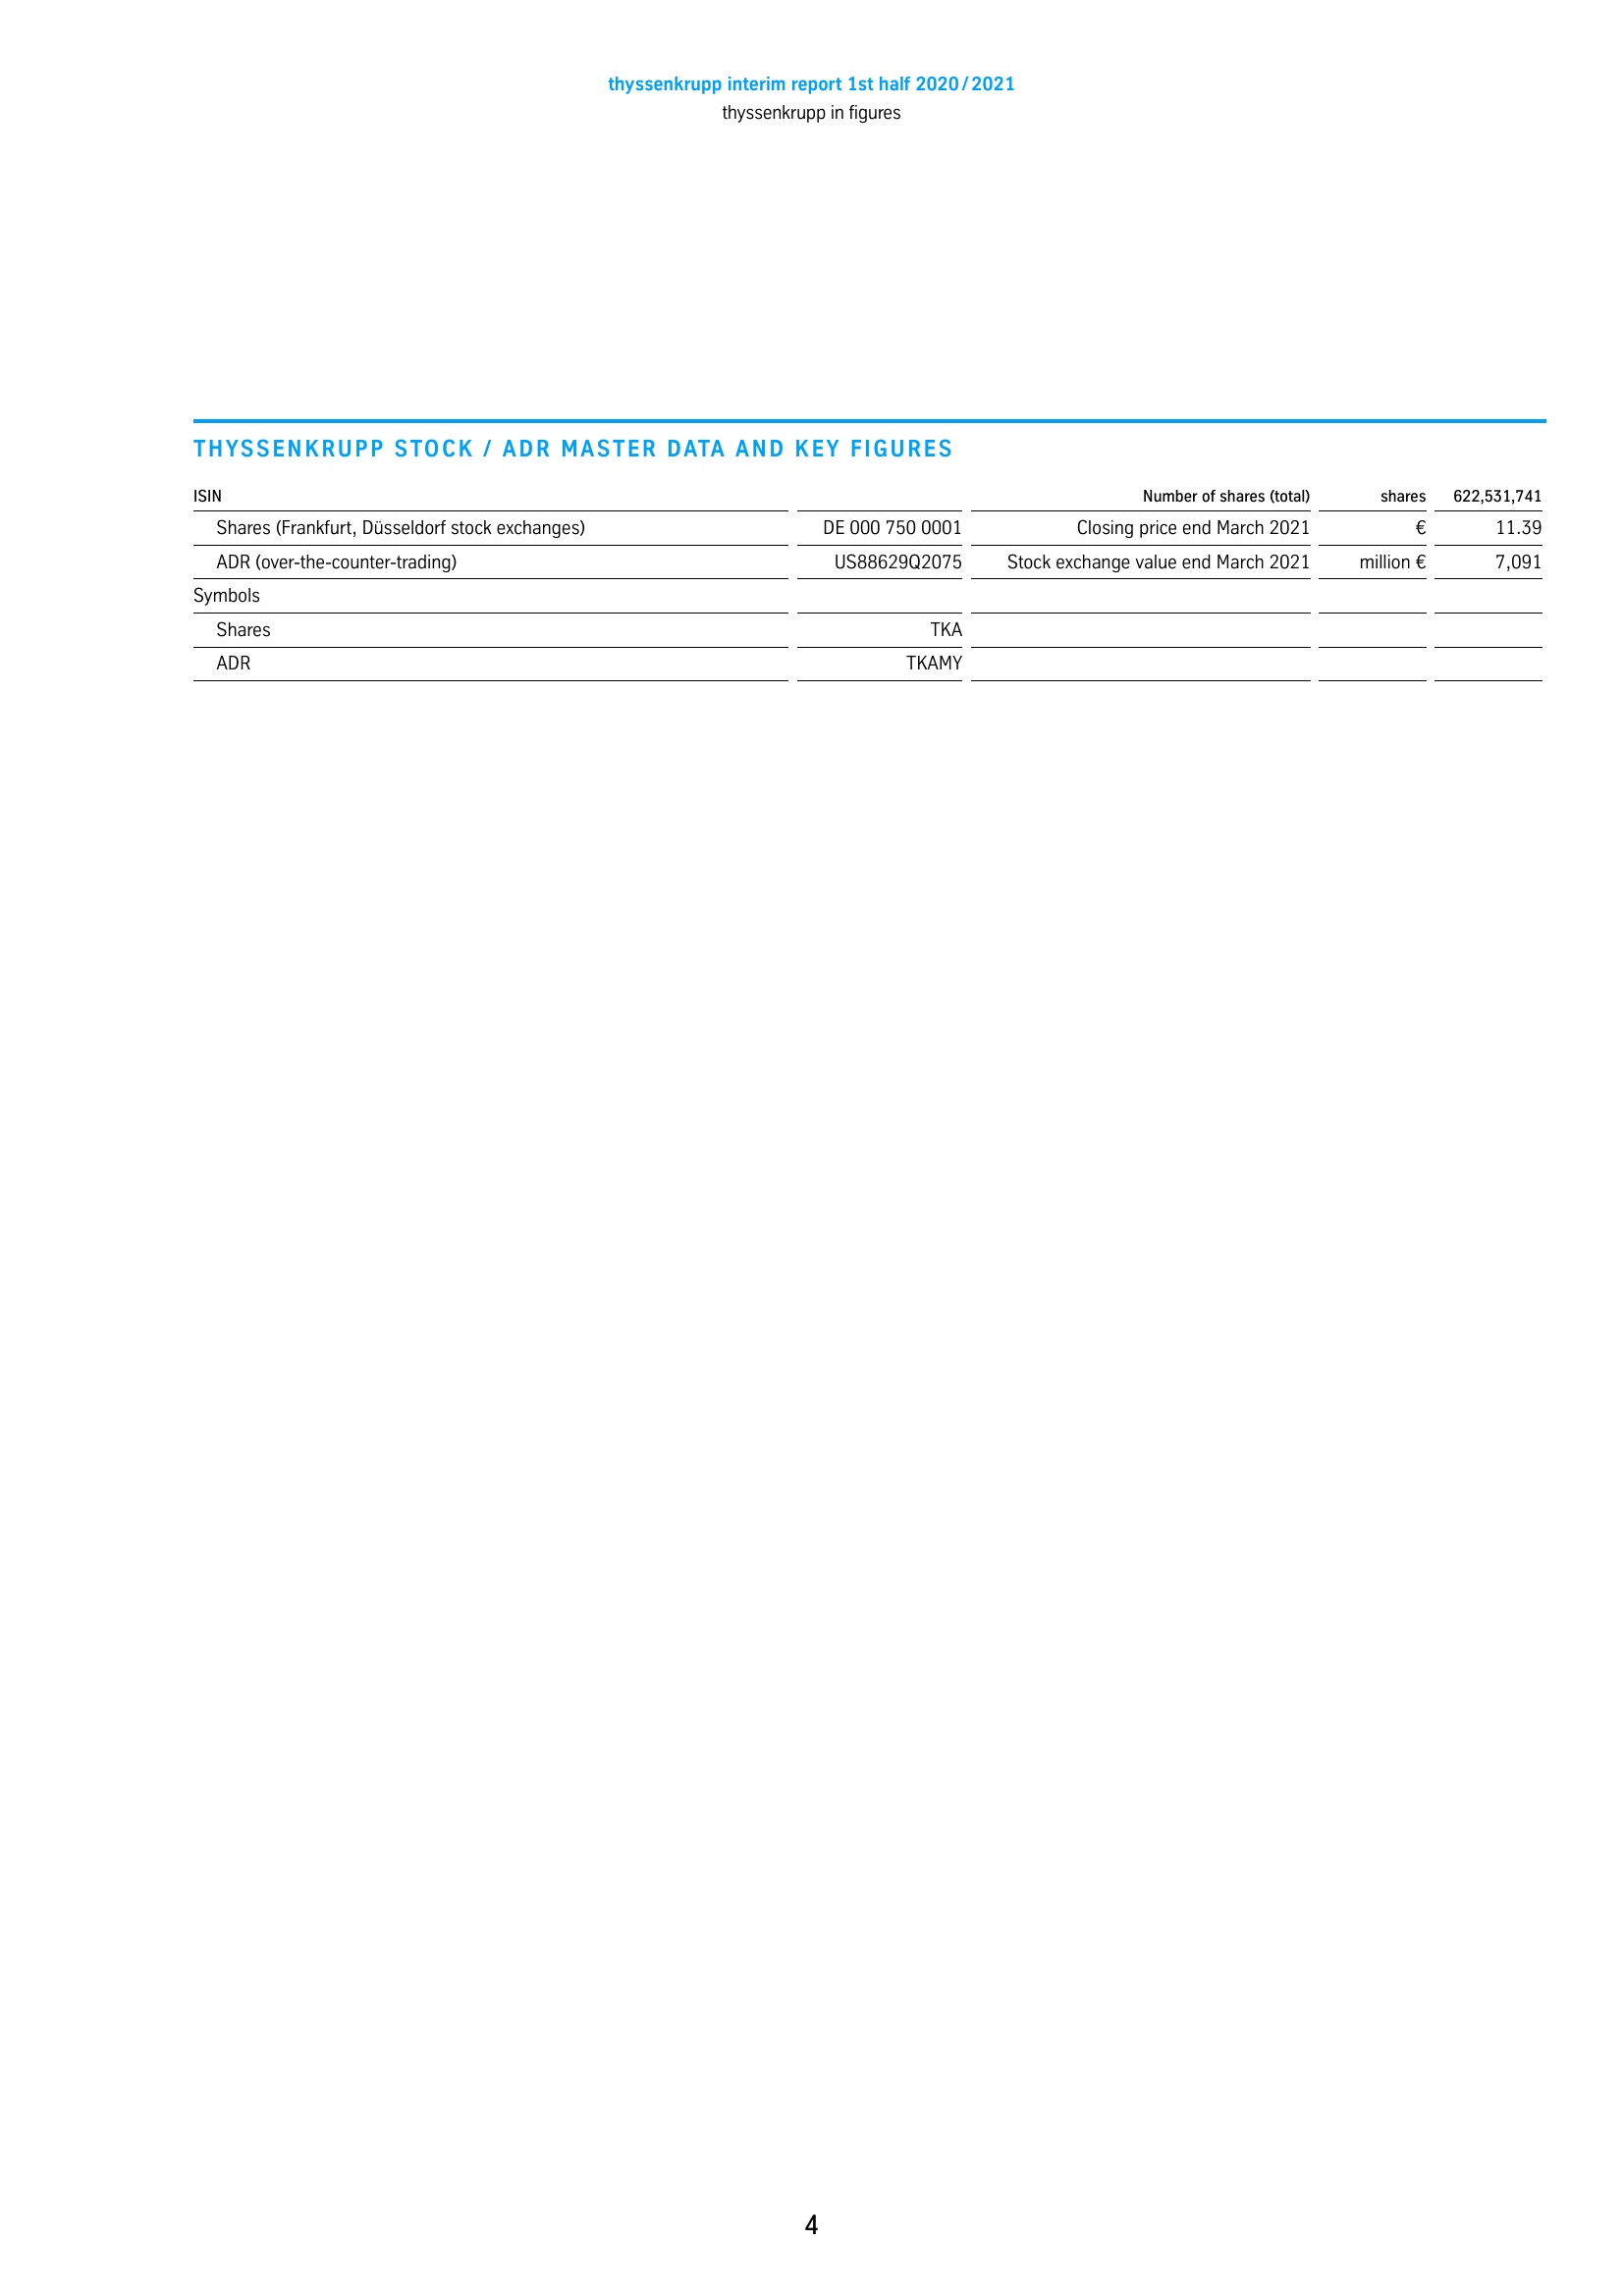 thyssenkrupp interim report 1st half 2020 / 2021
thyssenkrupp in figures
THYSSENKRUPP STOCK / ADR MASTER DATA AND KEY FIGURES
ISIN Number of shares (total) shares 622,531,741
Shares (Frankfurt, Düsseldorf stock exchanges) DE 000 750 0001 Closing price end March 2021 € 11.39
ADR (over-the-counter-trading) US88629Q2075 Stock exchange value end March 2021 million € 7,091
Symbols
Shares TKA
ADR TKAMY
4